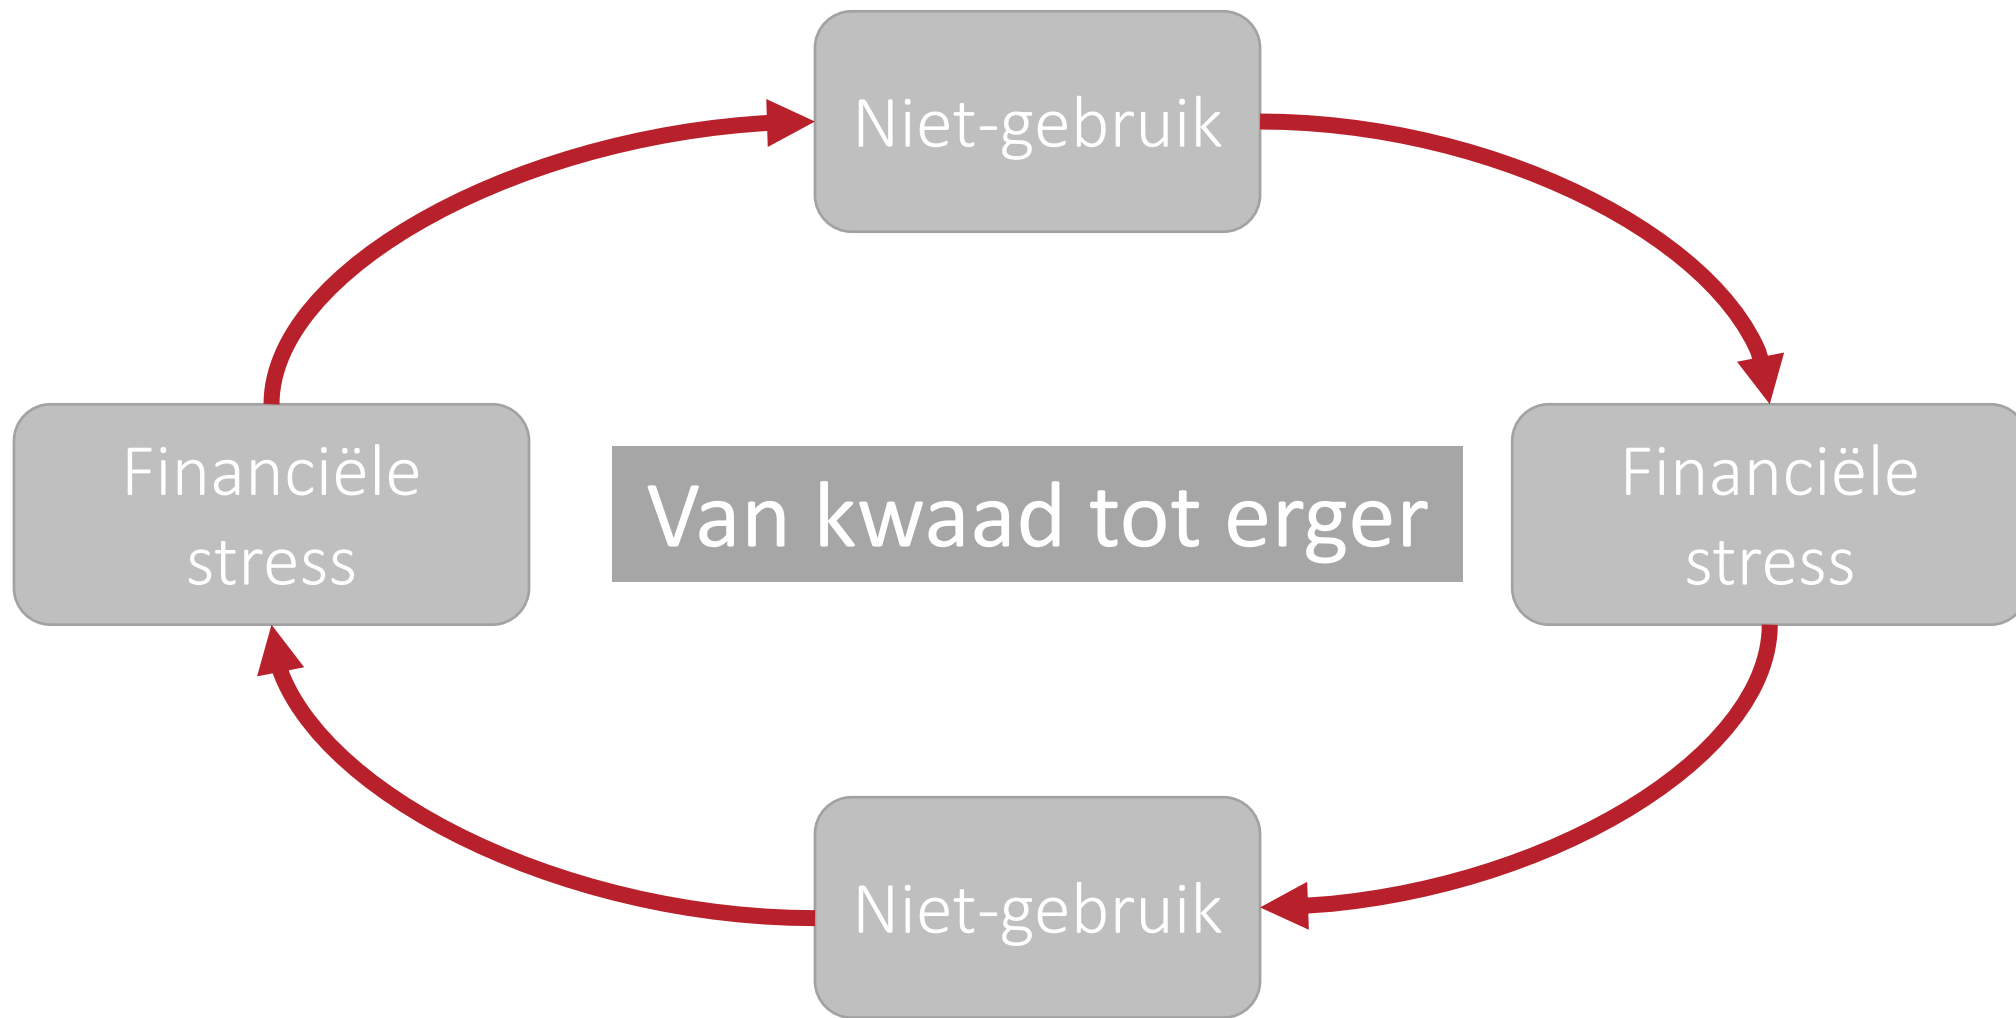 Niet-gebruik
Financiële
stress
Van kwaad tot erger
Financiële
stress
Niet-gebruik